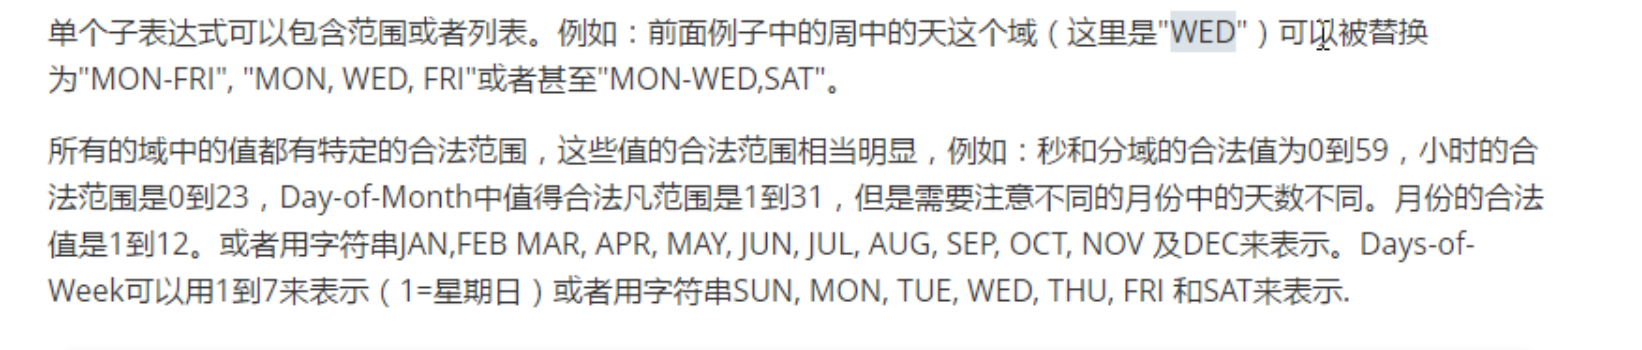 单个子表达式可以包含范围或者列表。例如：前面例子中的周中的天这个域（这里是"WED"）可以被替换
为"MON-FRI", "MON, WED, FRI"或者甚至"MON-WED,SAT"。
所有的域中的值都有特定的合法范围，这些值的合法范围相当明显，例如：秒和分域的合法值为0到59，小时的合
法范围是0到23，Day-of-Month中值得合法凡范围是1到31，但是需要注意不同的月份中的天数不同。月份的合法
值是1到12。或者用字符串JAN,FEB MAR, APR, MAY, JUN, JUL, AUG, SEP, OCT, NOV 及DEC来表示。Days-of-
Week可以用1到7来表示（1=星期日）或者用字符串SUN, MON, TUE, WED, THU, FRI 和SAT来表示.